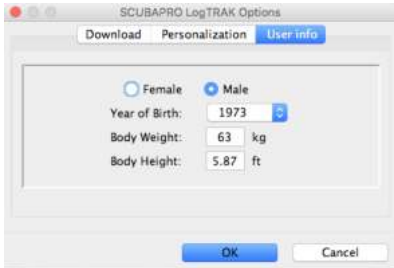 SCUBAPRO LogTRAK Options
Download Personalization User info
Female Male
Year of Birth: 1973
Body Weight: 63 kg
Body Height: 5.87 ft
OK Cancel